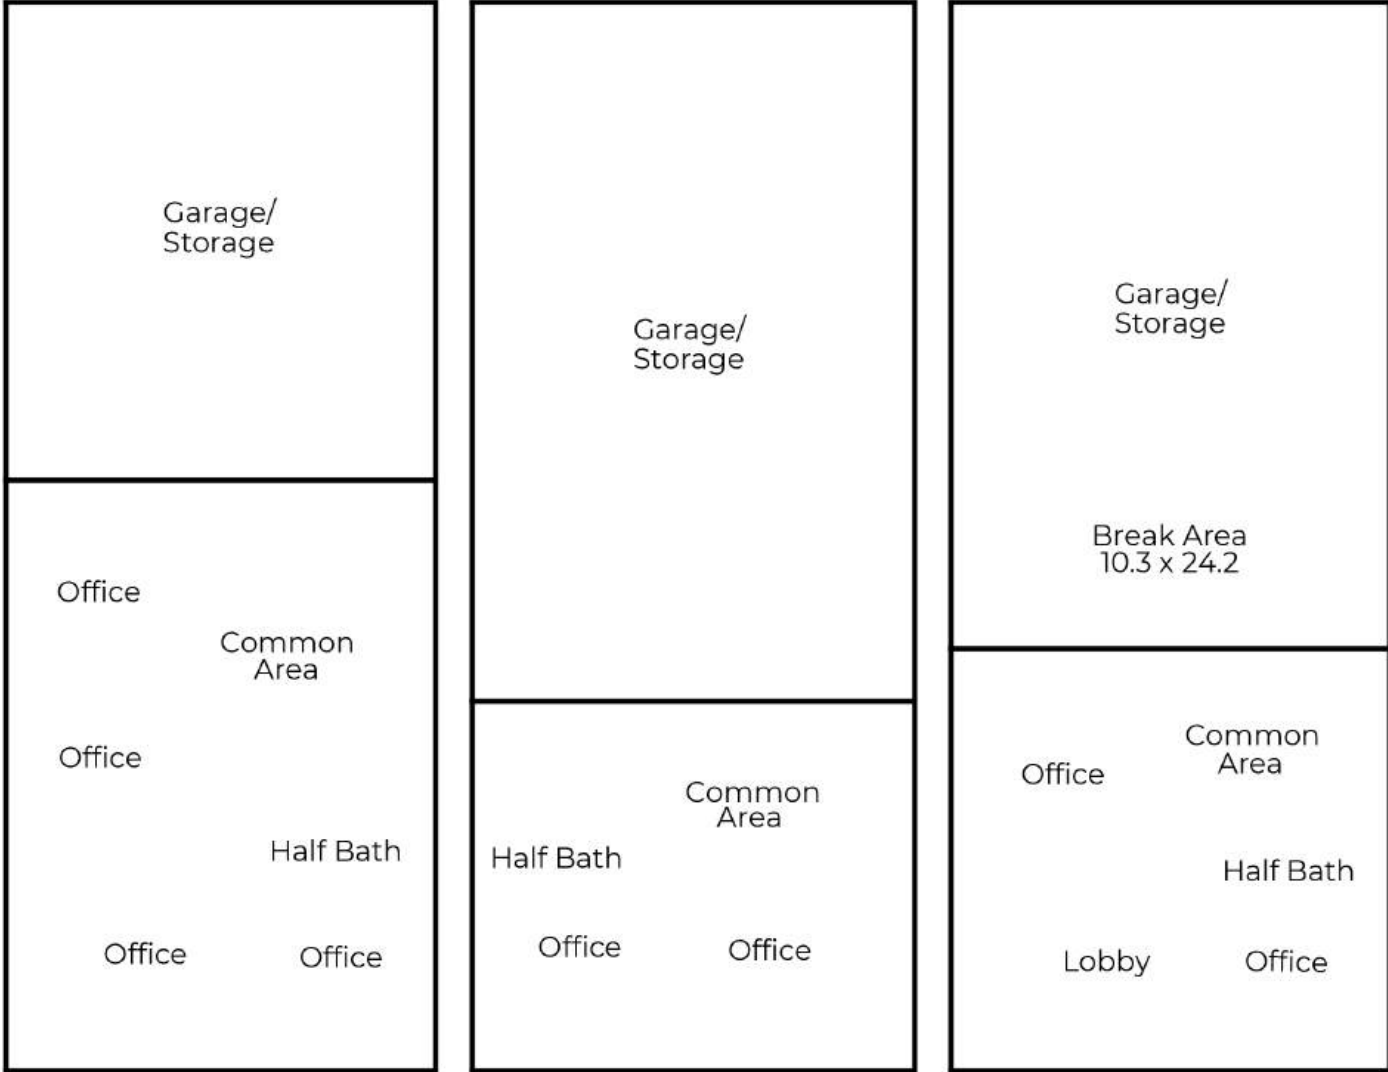 Garage/
Storage
Office
Common
Area
Office
Half Bath
Office
Office
Garage/
Storage
Common
Area
Half Bath
Office
Office
Garage/
Storage
Break Area
10.3 x 24.2
Common
Area
Office
Half Bath
Lobby
Office